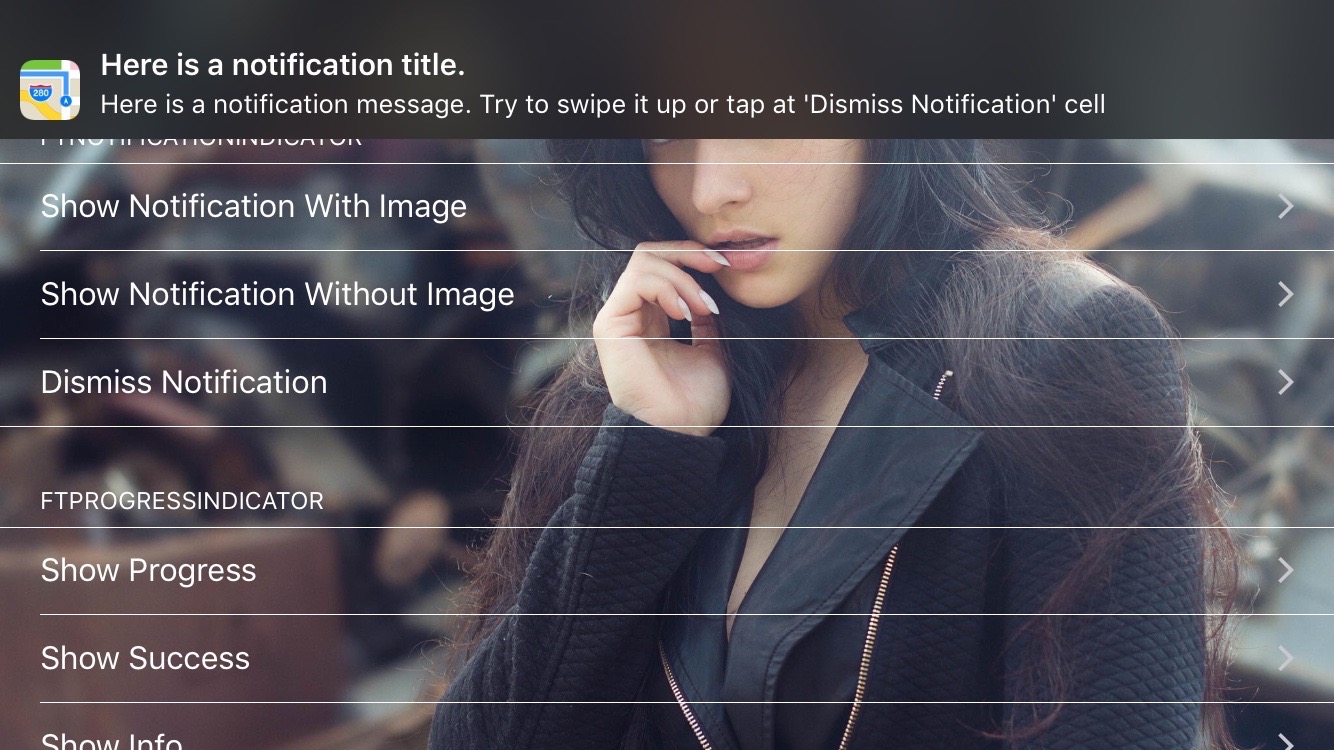 Here is a notification title.
280
Here is a notification message. Try to swipe it up or tap at 'Dismiss Notification' cell
FTNOTIFICATIONINDICATOR
Show Notification With Image
Show Notification Without Image
Dismiss Notification
FTPROGRESSINDICATOR
Show Progress
Show Success
Show Info